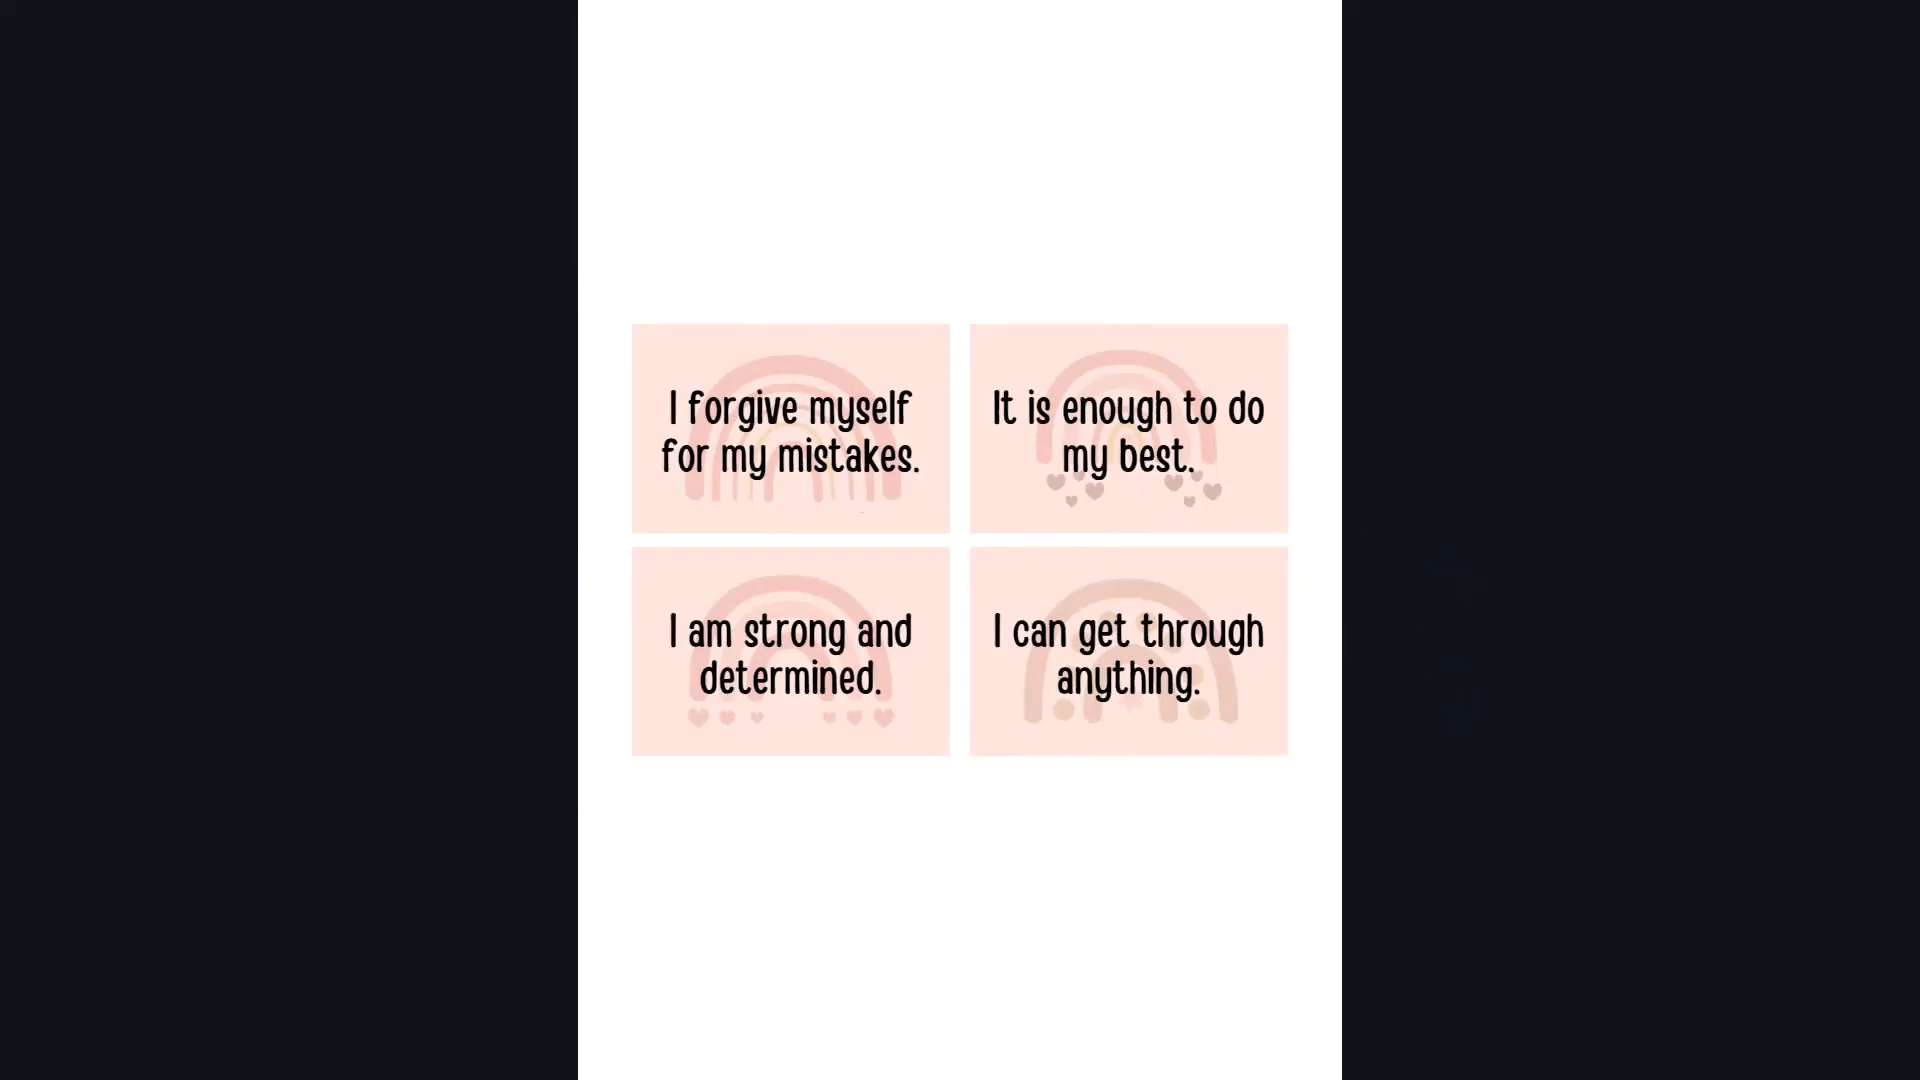 I forgive myself
for my mistakes.
It is enough to do
my best.
I am strong and
determined.
I can get through
anything.